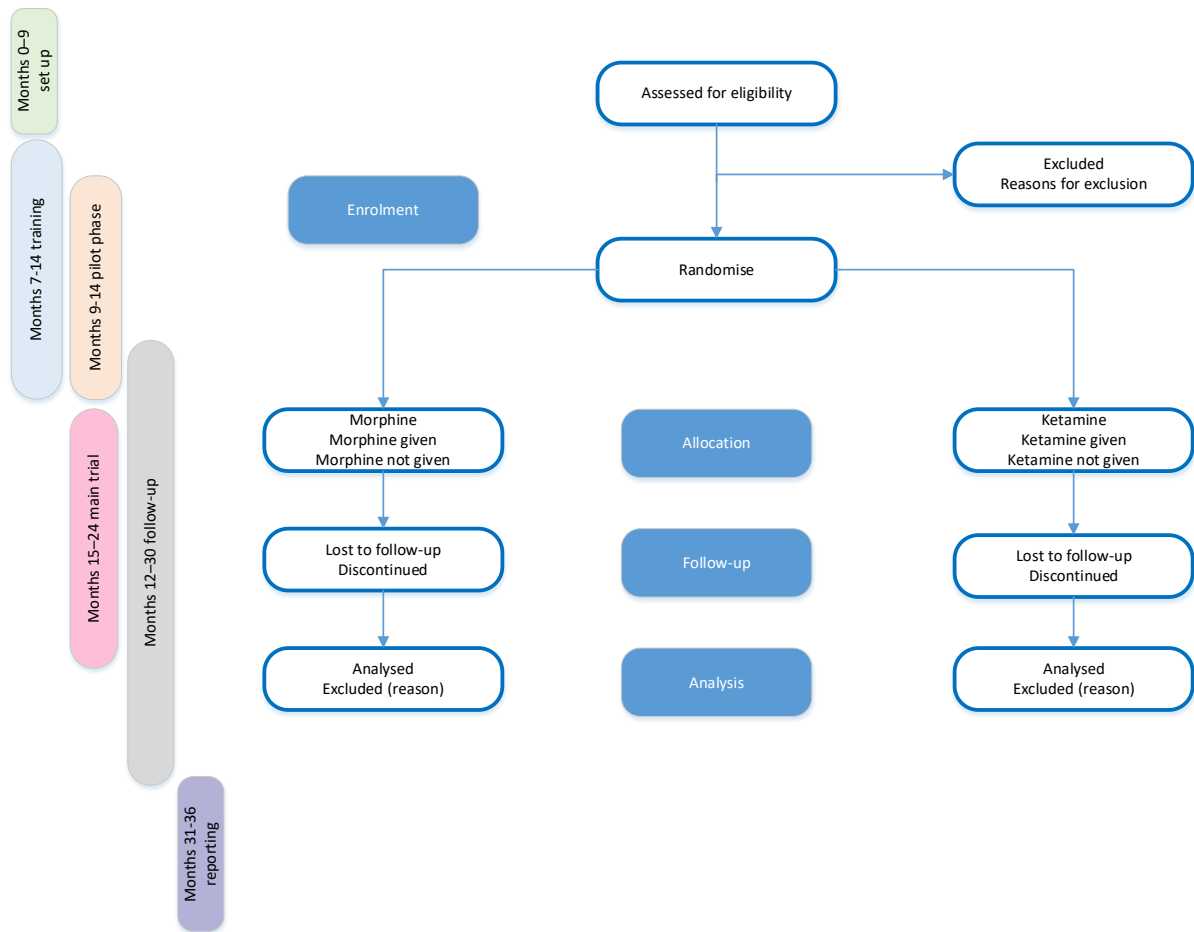 Months 0–9
set up
Months 7-14 training
Months 9-14 pilot phase
Months 15–24 main trial
Months 12–30 follow-up
Months 31-36
reporting
Assessed for eligibility
Excluded
Reasons for exclusion
Enrolment
Randomise
Morphine
Morphine given
Morphine not given
Allocation
Ketamine
Ketamine given
Ketamine not given
Lost to follow-up
Discontinued
Follow-up
Lost to follow-up
Discontinued
Analysed
Excluded (reason)
Analysis
Analysed
Excluded (reason)